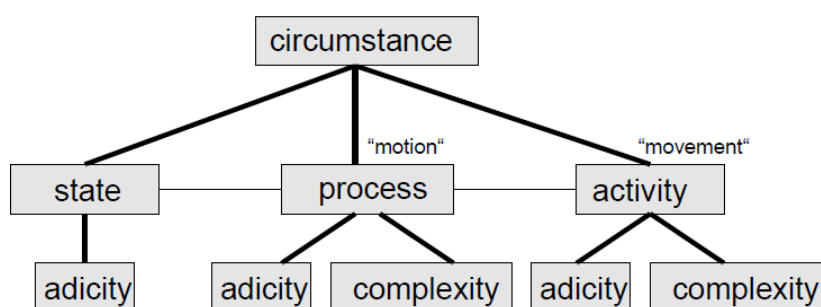 circumstance
“motion“
“movement“
state
process
activity
adicity
adicity
complexity
adicity
complexity